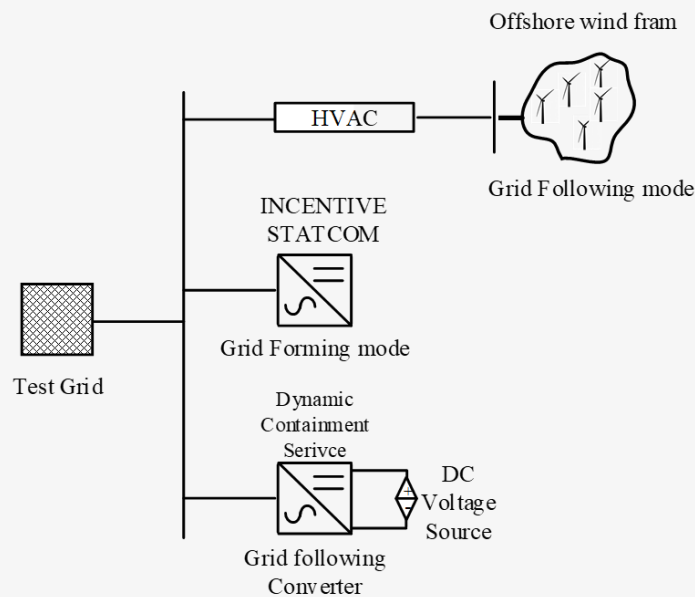 Offshore wind fram
HVAC
Grid Following mode
INCENTIVE
STATCOM
Grid Forming mode
Test Grid
Dynamic
Containment
Serivce
+
-
DC
Voltage
Source
Grid following
Converter